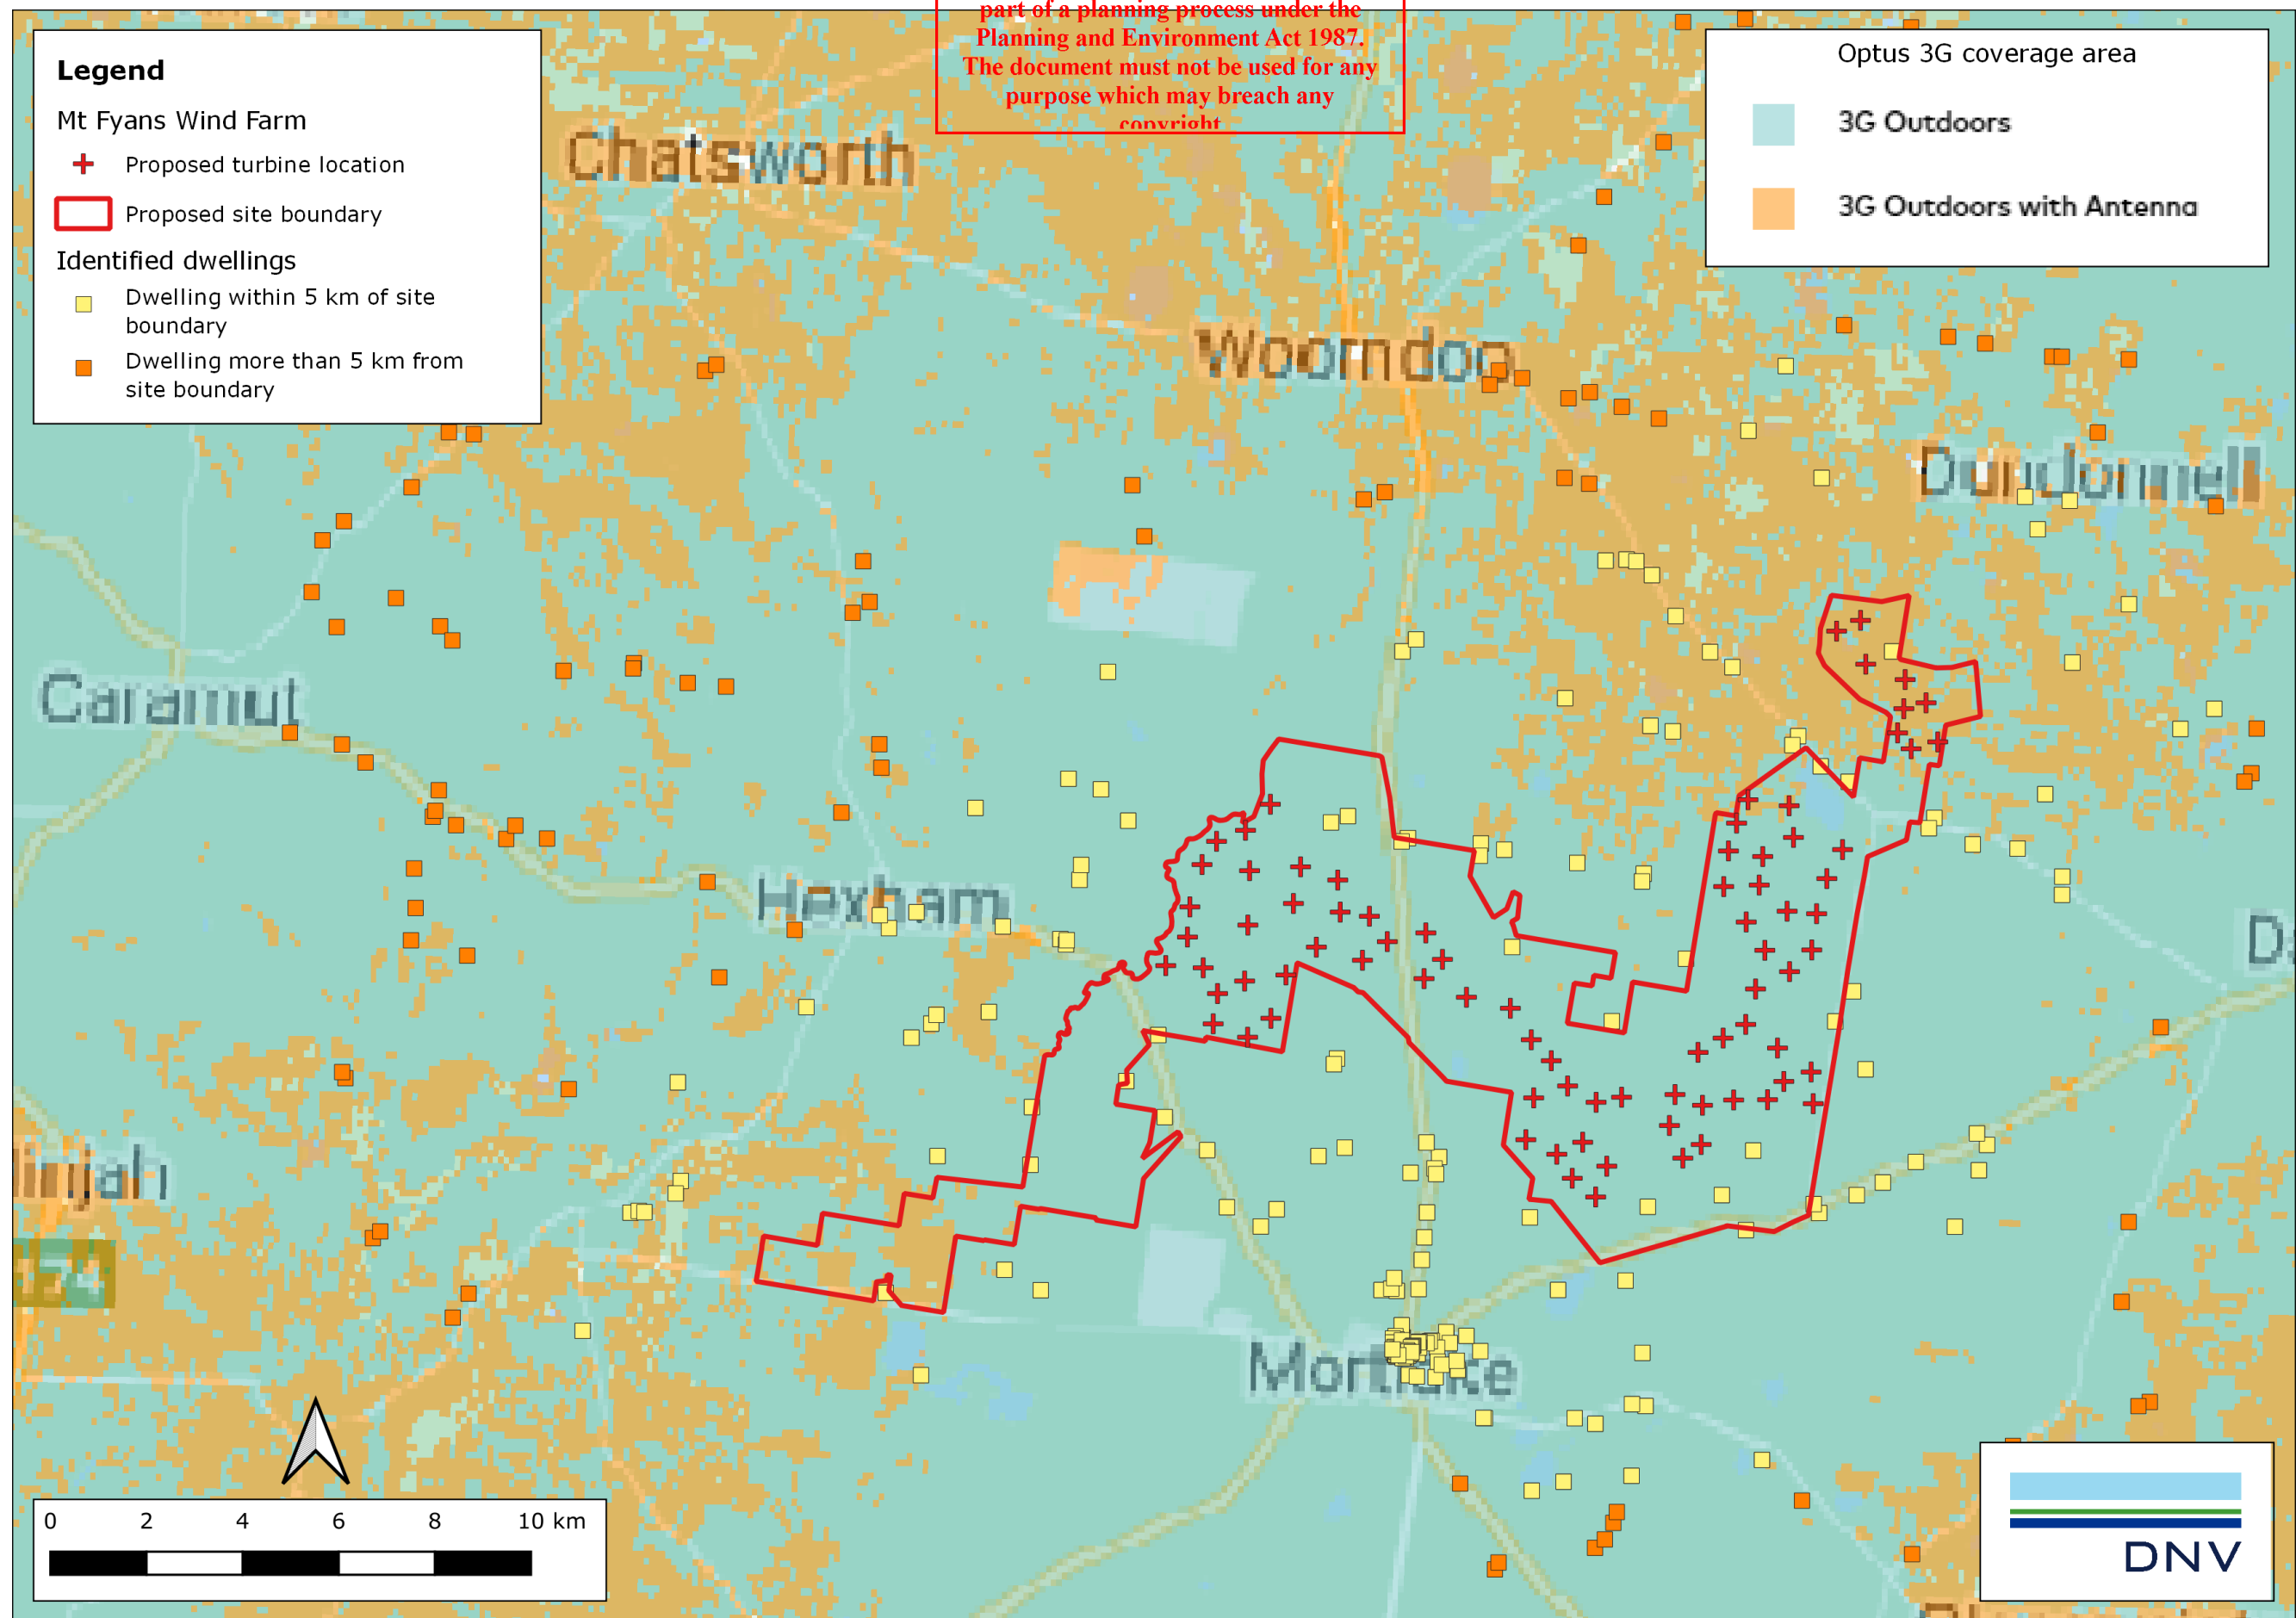 part of a planning process under the
Planning and Environment Act 1987.
The document must not be used for any
purpose which may breach any
copyright
Legend
Mt Fyans Wind Farm
Proposed turbine location
Proposed site boundary
Identified dwellings
Dwelling within 5 km of site
boundary
Dwelling more than 5 km from
site boundary
Optus 3G coverage area
3G Outdoors
3G Outdoors with Antenna
Chatsworth
Woorndoo
Dundonnell
Caramut
Hexham
D
Mortlake
0 2 4 6 8 10 km
DNV